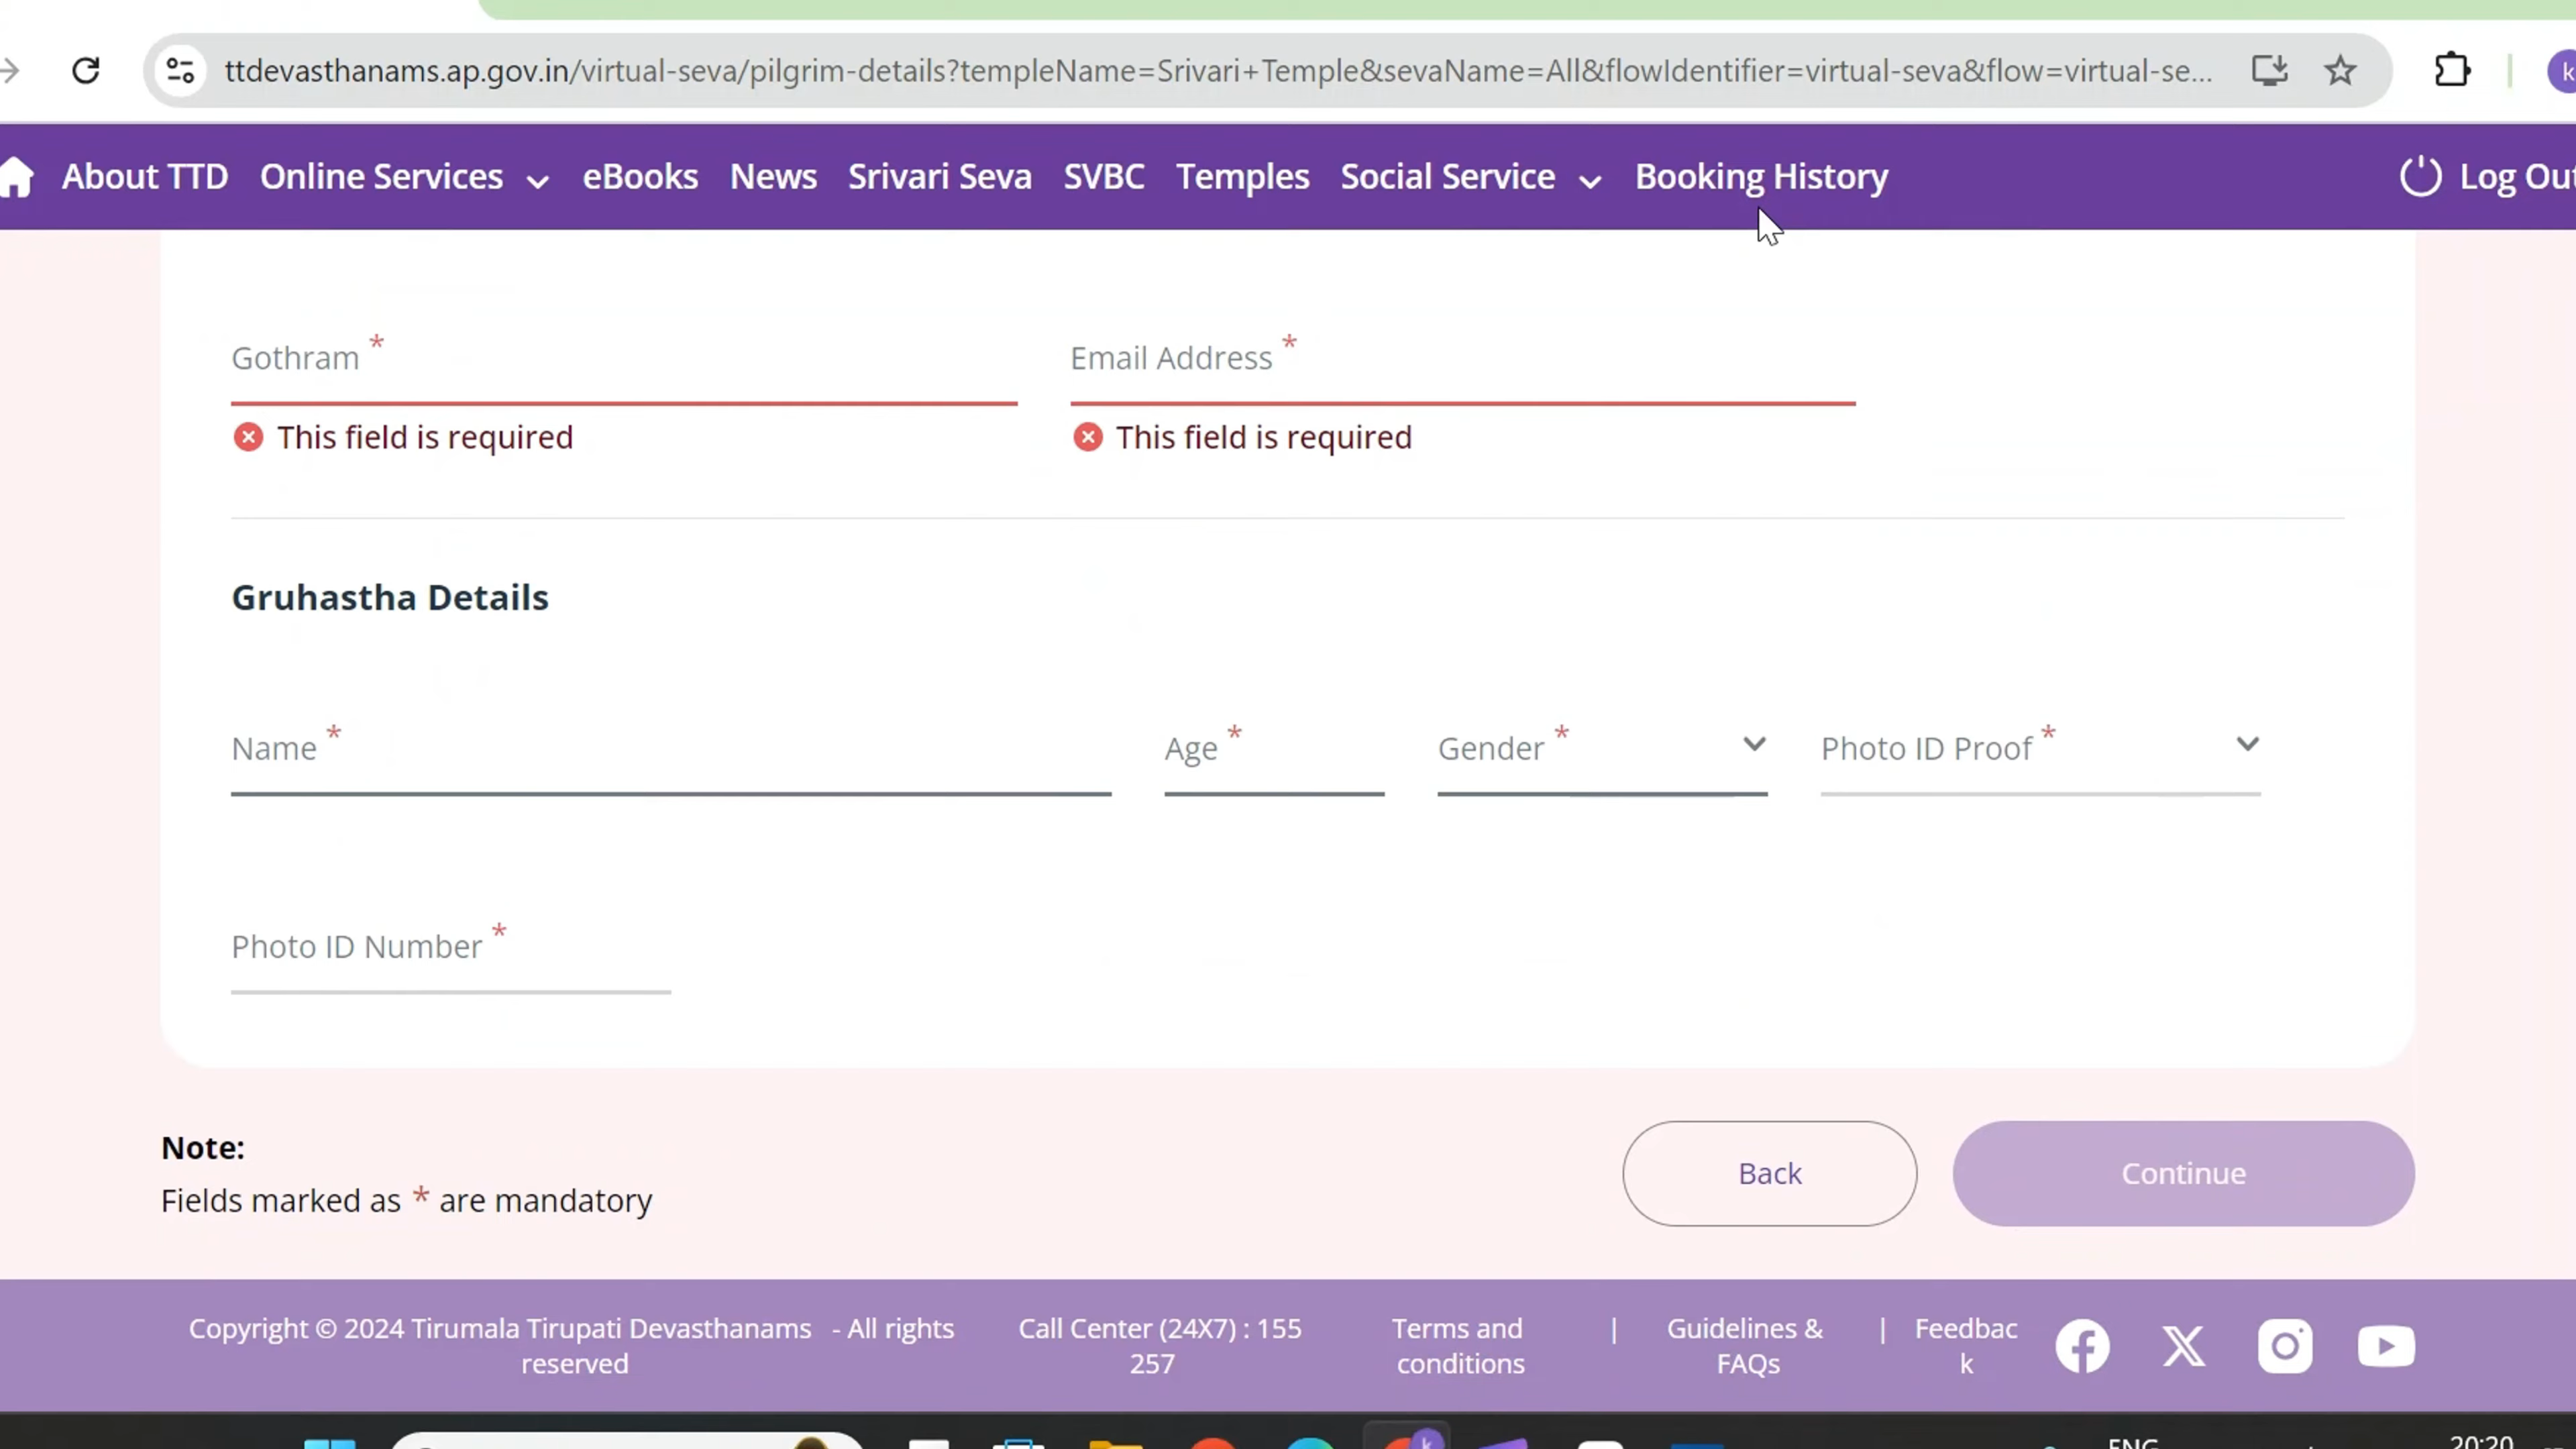 ttdevasthanams.ap.gov.in/virtual-seva/pilgrim-details?templeName=Srivari+Temple&sevaName=All&flowIdentifier=virtual-seva&flow=virtual-se...
k
About TTD Online Services eBooks News Srivari Seva SVBC Temples Social Service Booking History Log Out
Gothram * Email Address *
This field is required This field is required
Gruhastha Details
Name * Age * Gender * Photo ID Proof *
Photo ID Number *
Note:
Fields marked as * are mandatory
Back Continue
Copyright © 2024 Tirumala Tirupati Devasthanams - All rights
reserved
Call Center (24X7) : 155
257
Terms and
conditions
|
Guidelines &
FAQs
|
Feedbac
k
k
ENG
20:20